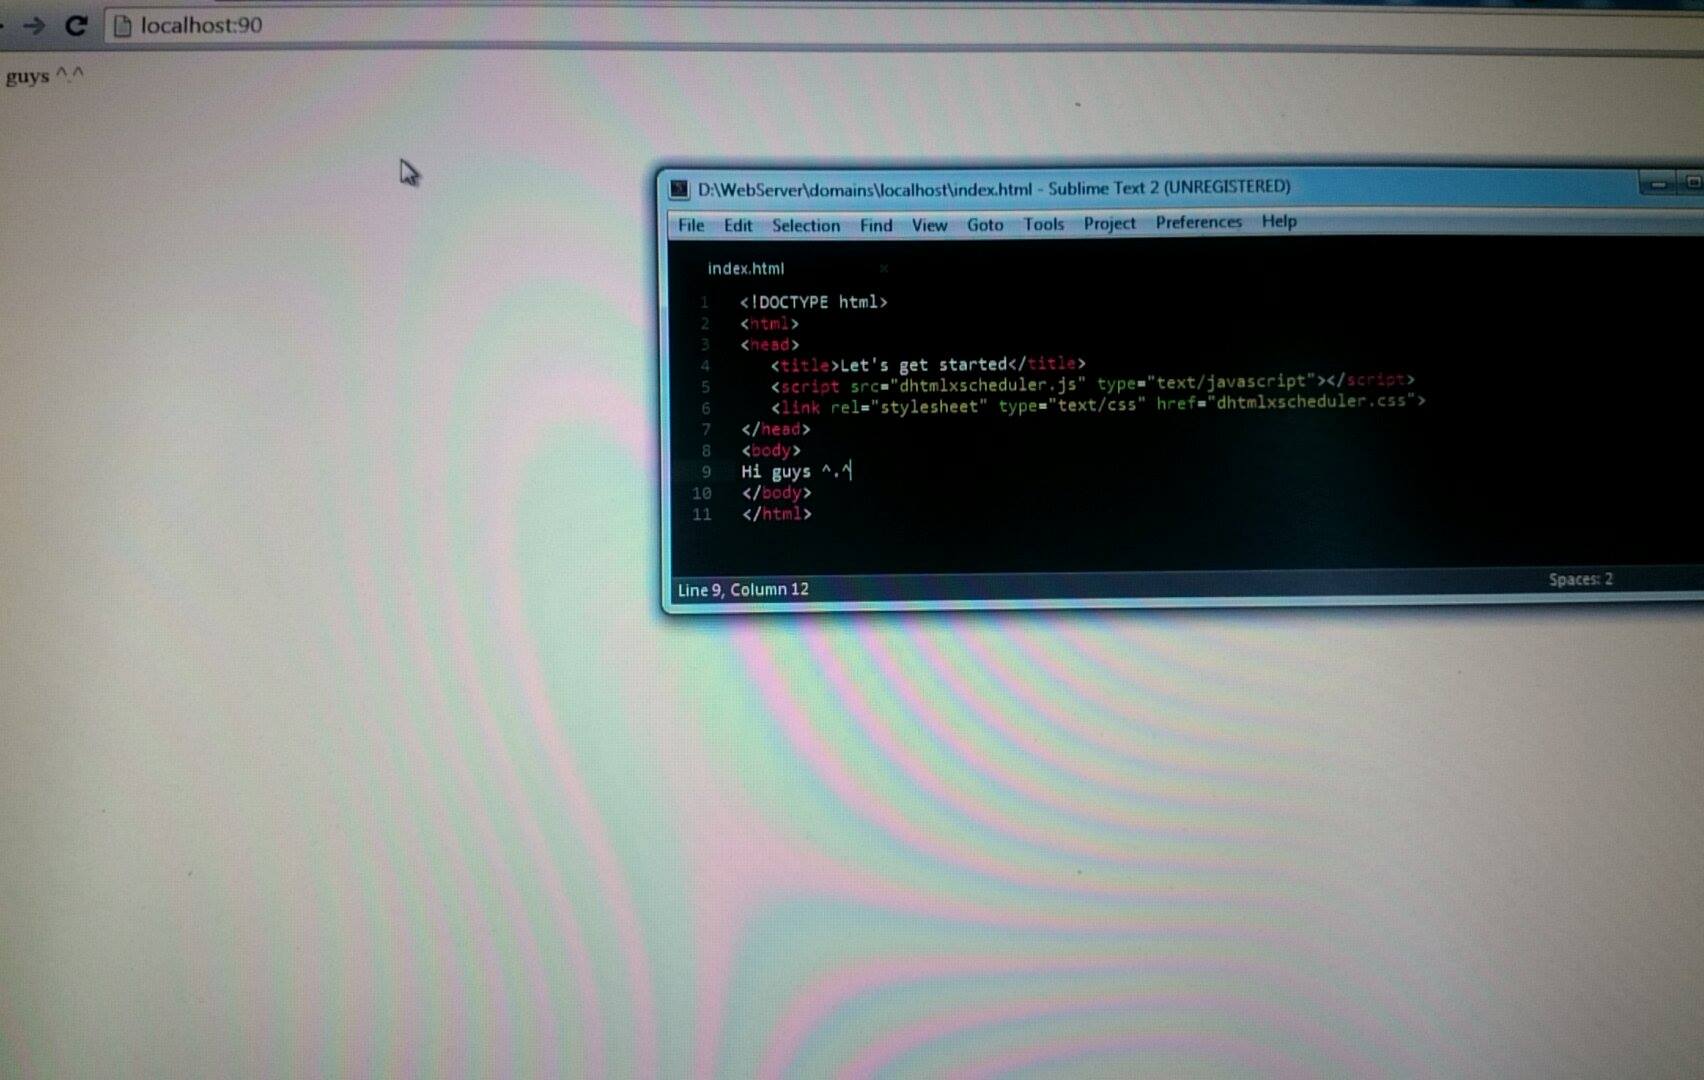 localhost:90
guys ^.^
D:\WebServer\domains\localhost\index.html - Sublime Text 2 (UNREGISTERED)
File Edit Selection Find View Goto Tools Project Preferences Help
index.html
1 <!DOCTYPE html>
2 <html>
3 <head>
4 <title>Let's get started</title>
5 <script src="dhtmlxscheduler.js" type="text/javascript"></script>
6 <link rel="stylesheet" type="text/css" href="dhtmlxscheduler.css">
7 </head>
8 <body>
9 Hi guys ^.^
10 </body>
11 </html>
Line 9, Column 12
Spaces: 2